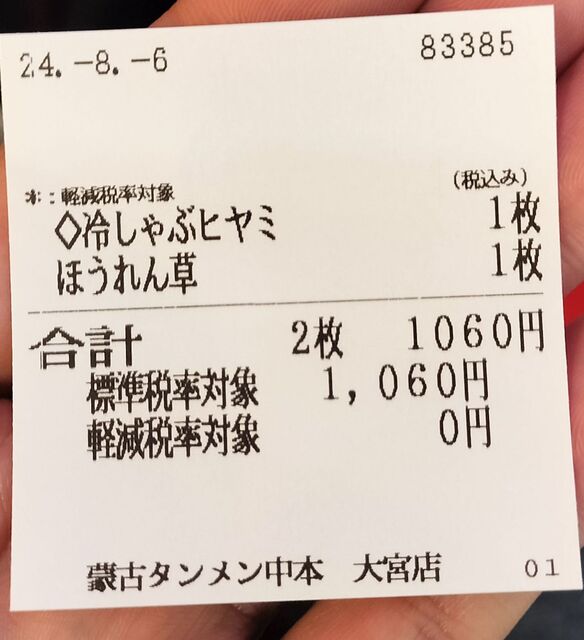 24.-8.-6 83385
*:軽減税率対象 (税込み)
◇冷しゃぶヒヤミ 1枚
ほうれん草 1枚
合計 2枚 1060円
標準税率対象 1,060円
軽減税率対象 0円
蒙古タンメン中本 大宮店 01